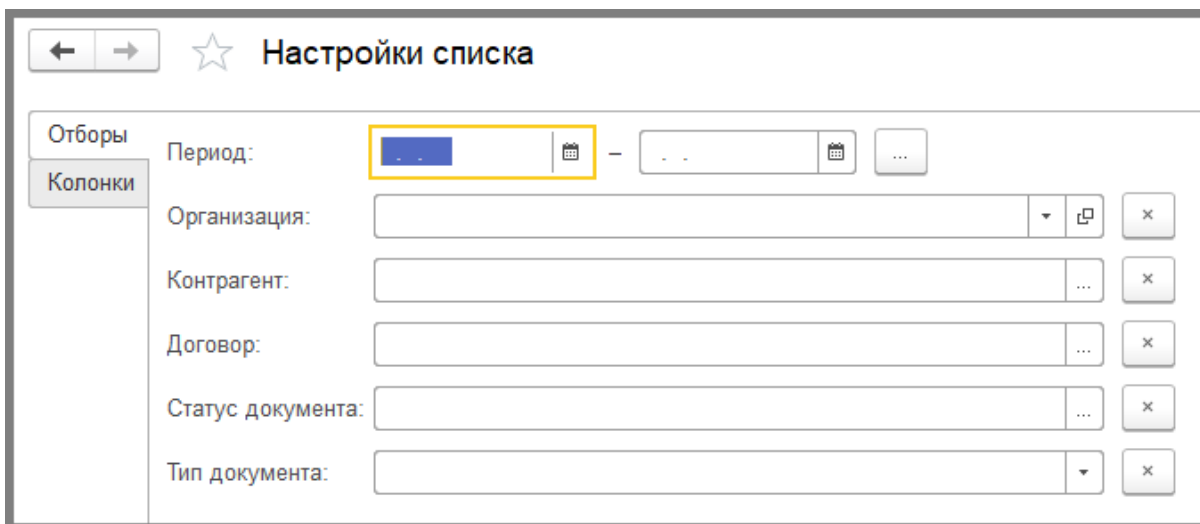 Настройки списка
Отборы
Колонки
Период: . . – . . ...
Организация:
Контрагент: ...
Договор: ...
Статус документа: ...
Тип документа: